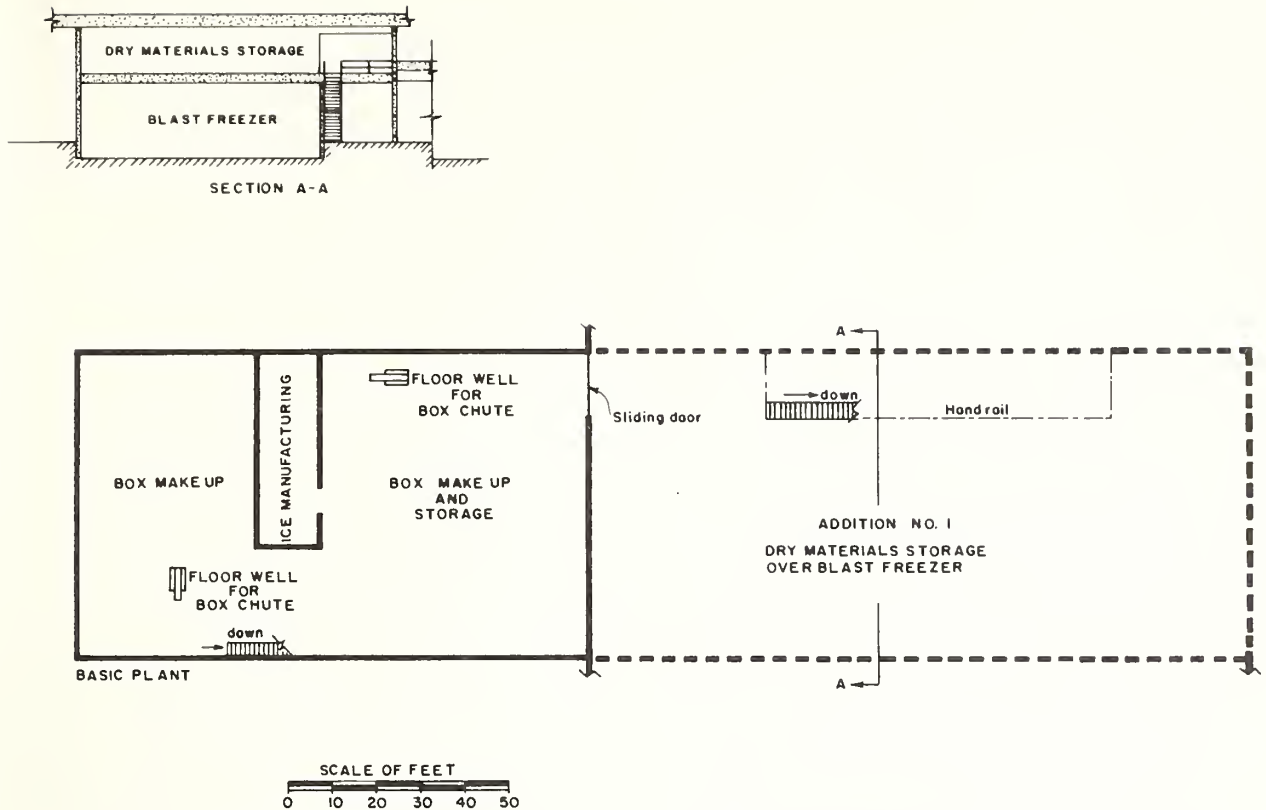 DRY MATERIALS STORAGE
BLAST FREEZER
SECTION A-A
A
FLOOR WELL
FOR
BOX CHUTE
Sliding door
down
Handrail
ICE MANUFACTURING
BOX MAKE UP
BOX MAKE UP
AND
STORAGE
ADDITION NO. 1
DRY MATERIALS STORAGE
OVER BLAST FREEZER
FLOOR WELL
FOR
BOX CHUTE
down
BASIC PLANT
A
SCALE OF FEET
0 10 20 30 40 50